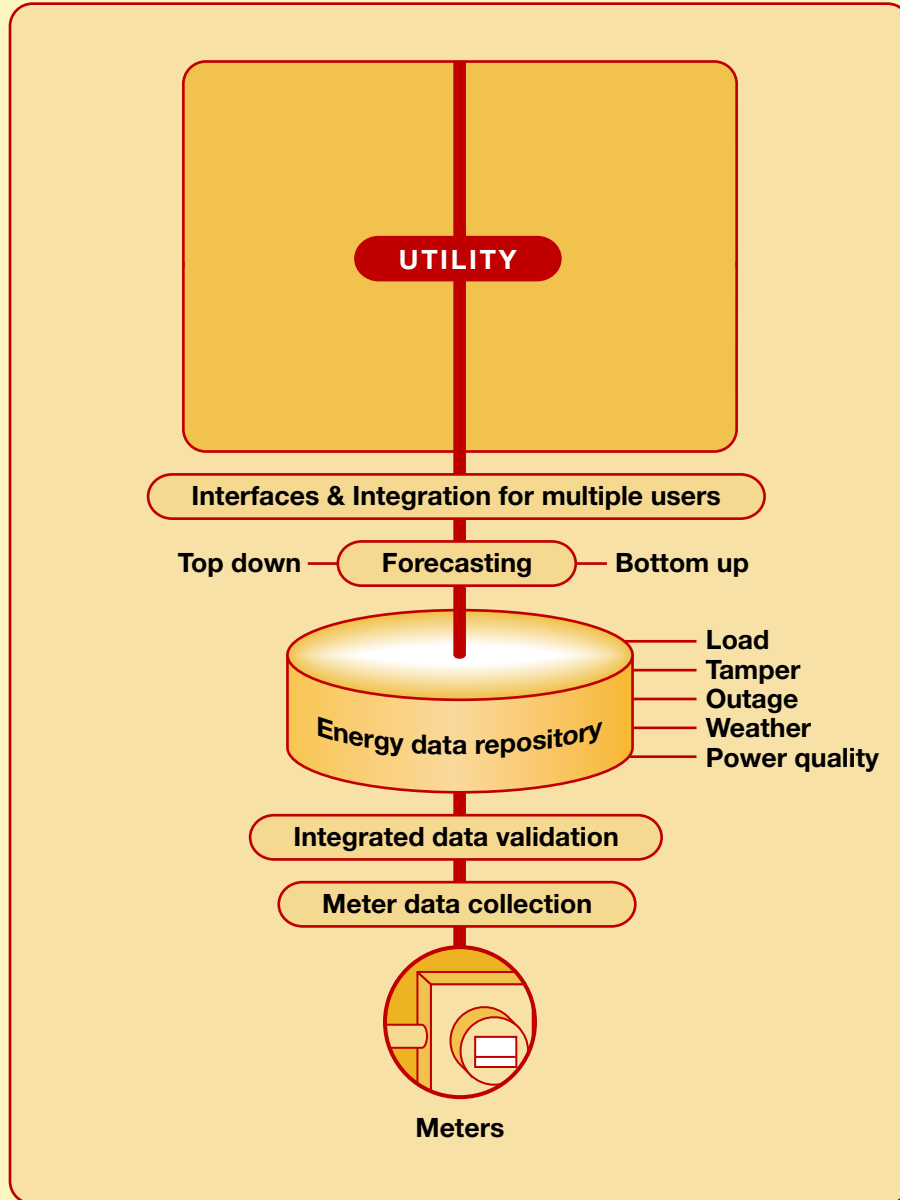 UTILITY
Interfaces & Integration for multiple users
Top down
Forecasting
Bottom up
Load
Tamper
Outage
Weather
Power quality
Energy data repository
Integrated data validation
Meter data collection
Meters